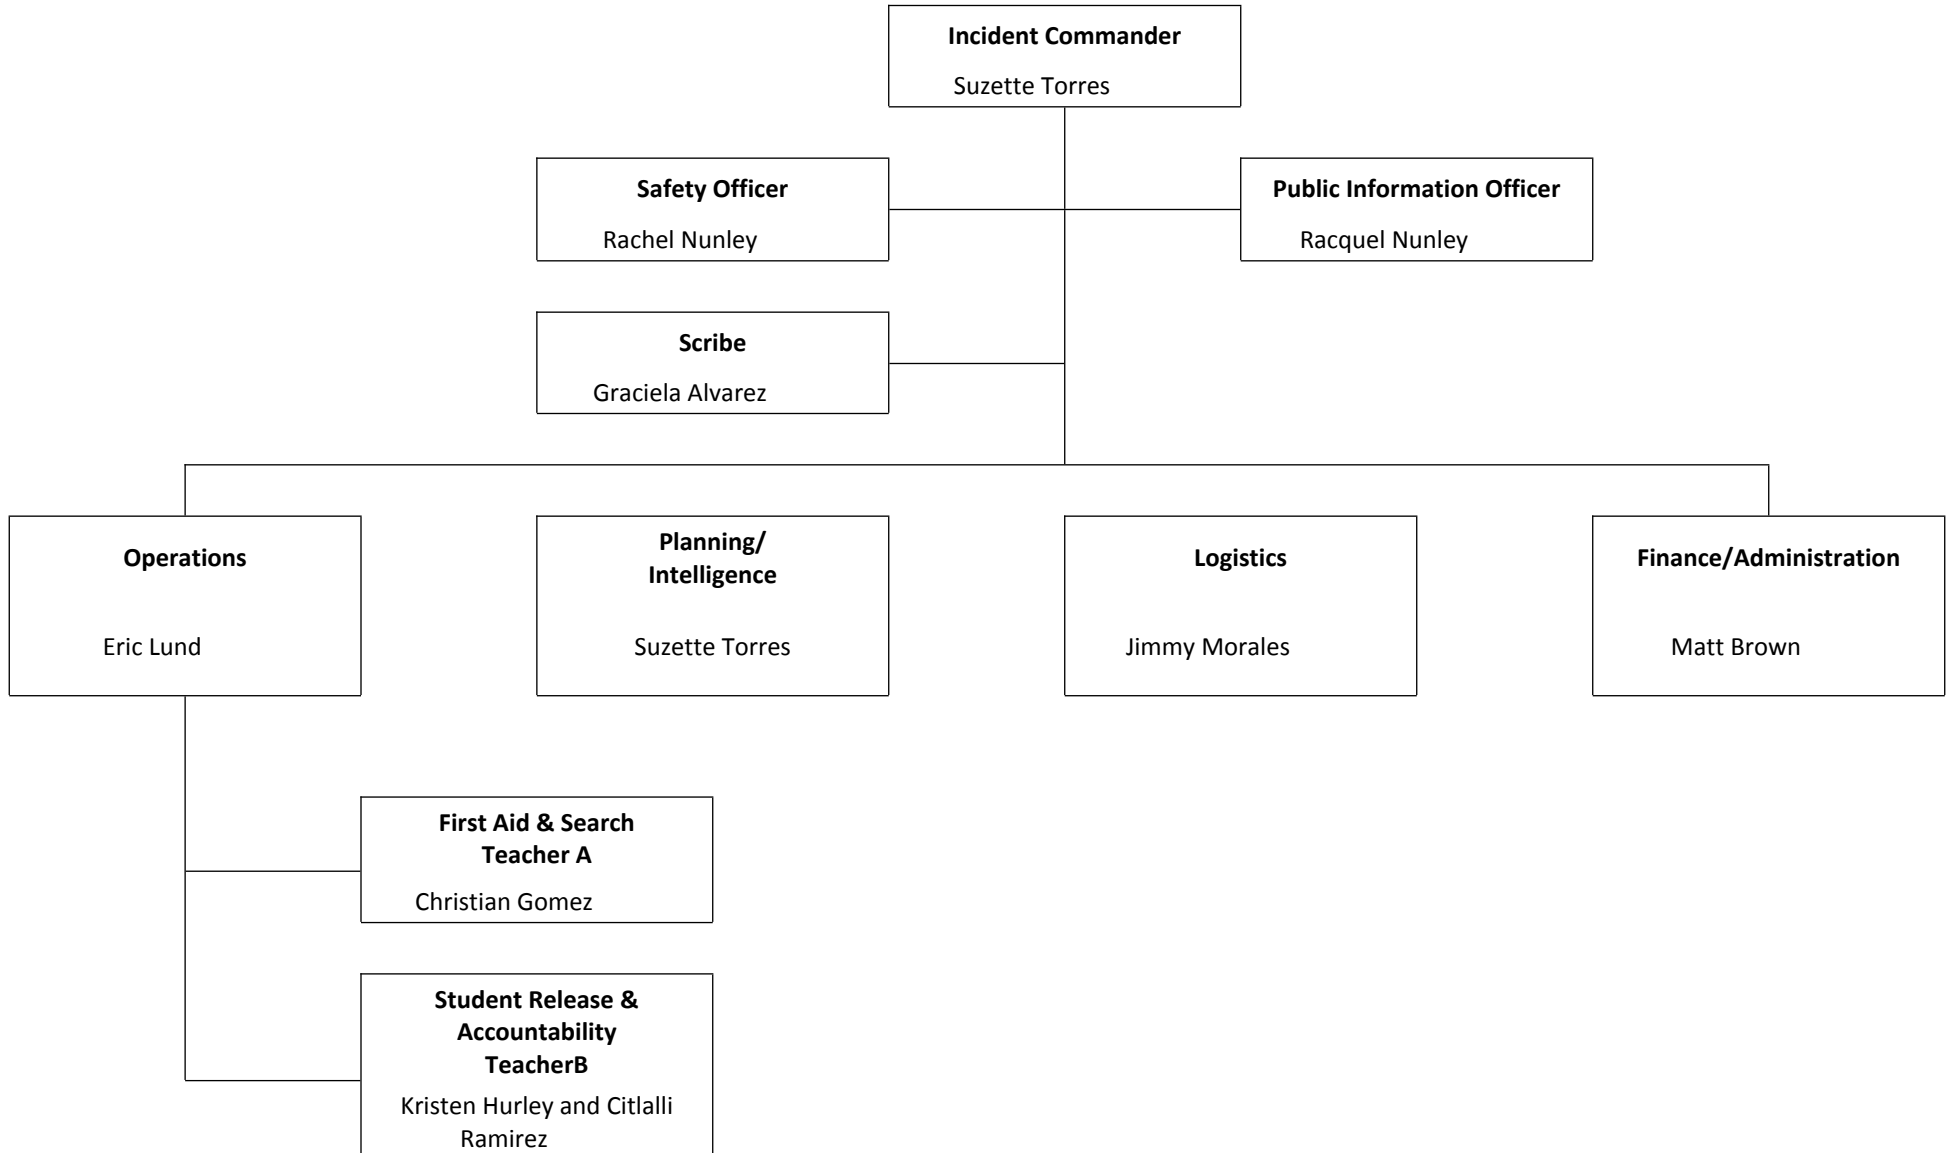 Incident Commander
Suzette Torres
Safety Officer
Rachel Nunley
Public Information Officer
Racquel Nunley
Scribe
Graciela Alvarez
Operations
Eric Lund
Planning/
Intelligence
Suzette Torres
Logistics
Jimmy Morales
Finance/Administration
Matt Brown
First Aid & Search
Teacher A
Christian Gomez
Student Release &
Accountability
TeacherB
Kristen Hurley and Citlalli
Ramirez